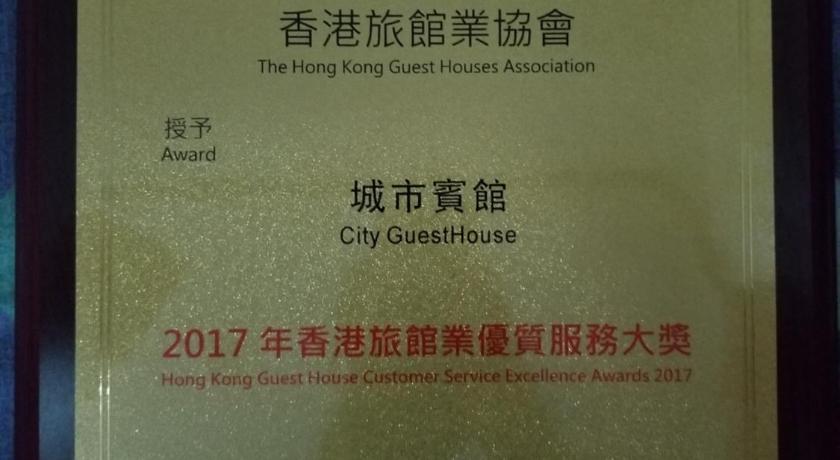 香港旅館業協會
The Hong Kong Guest Houses Association
授予
Award
城市賓館
City GuestHouse
2017 年香港旅館業優質服務大獎
Hong Kong Guest House Customer Service Excellence Awards 2017